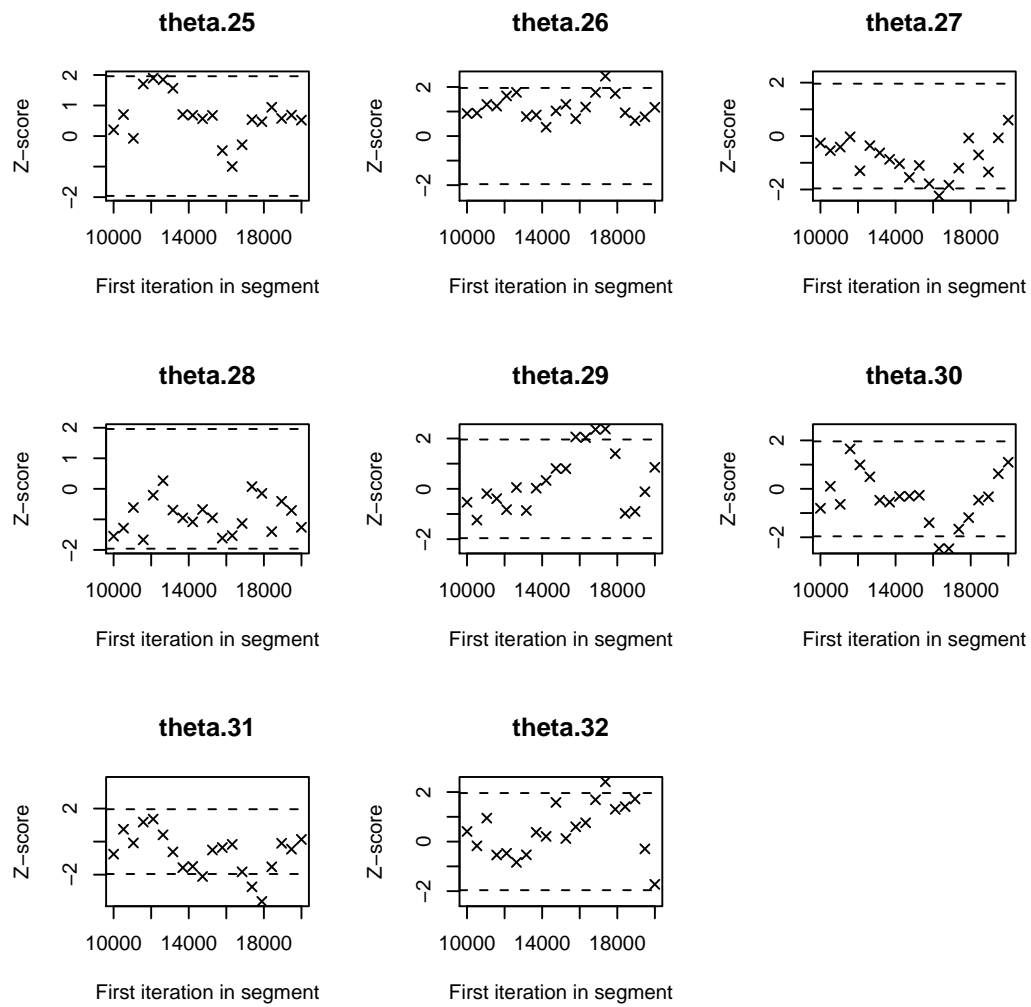 theta.25
Z−score
2
1
0
−2
10000 14000 18000
First iteration in segment
theta.26
Z−score
2
0
−2
10000 14000 18000
First iteration in segment
theta.27
Z−score
2
0
−2
10000 14000 18000
First iteration in segment
theta.28
Z−score
2
1
0
−2
10000 14000 18000
First iteration in segment
theta.29
Z−score
2
0
−2
10000 14000 18000
First iteration in segment
theta.30
Z−score
2
0
−2
10000 14000 18000
First iteration in segment
theta.31
Z−score
2
−2
10000 14000 18000
First iteration in segment
theta.32
Z−score
2
0
−2
10000 14000 18000
First iteration in segment